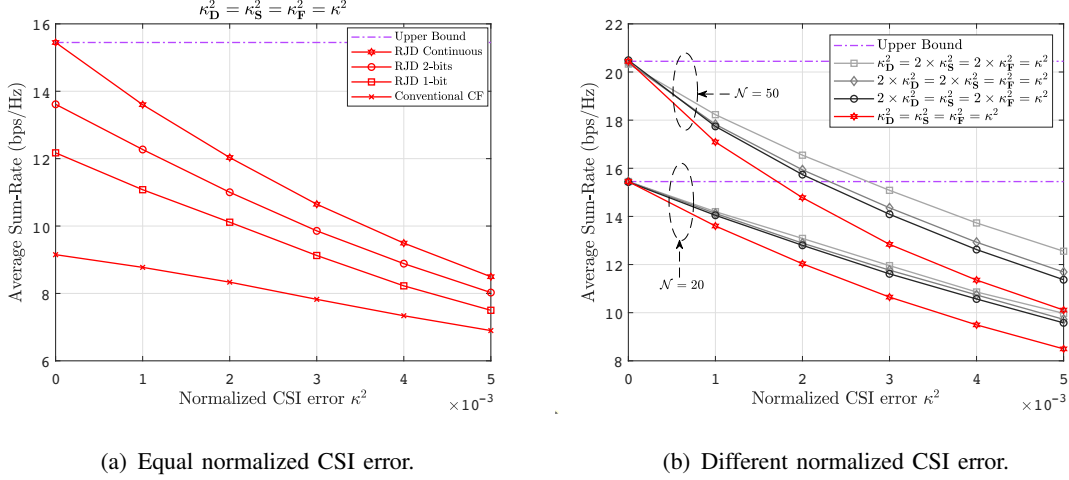 κ²_D = κ²_S = κ²_F = κ²
16
14
12
10
8
6
Average Sum-Rate (bps/Hz)
Upper Bound
RJD Continuous
RJD 2-bits
RJD 1-bit
Conventional CF
0 1 2 3 4 5
Normalized CSI error κ²
×10⁻³
(a) Equal normalized CSI error.
22
20
18
16
14
12
10
8
Average Sum-Rate (bps/Hz)
Upper Bound
κ²_D = 2 × κ²_S = 2 × κ²_F = κ²
2 × κ²_D = 2 × κ²_S = κ²_F = κ²
2 × κ²_D = κ²_S = 2 × κ²_F = κ²
κ²_D = κ²_S = κ²_F = κ²
𝒩 = 50
𝒩 = 20
0 1 2 3 4 5
Normalized CSI error κ²
×10⁻³
(b) Different normalized CSI error.